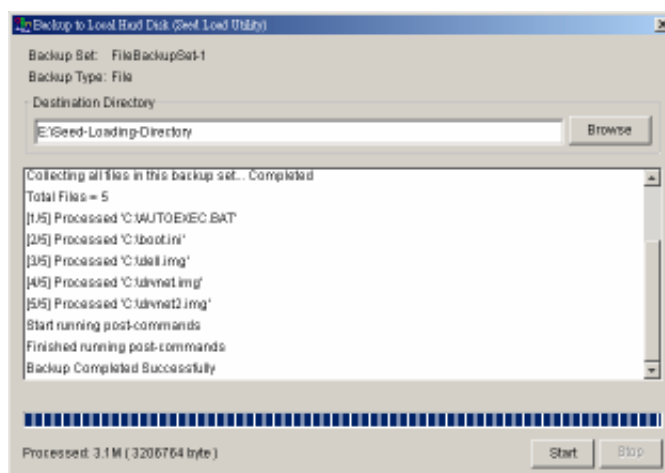 Backup to Local Hard Disk (Seed Load Utility)
Backup Set: FileBackupSet-1
Backup Type: File
Destination Directory
E:\Seed-Loading-Directory
Browse
Collecting all files in this backup set... Completed
Total Files = 5
[1/5] Processed 'C:\AUTOEXEC.BAT'
[2/5] Processed 'C:\boot.ini'
[3/5] Processed 'C:\dell.img'
[4/5] Processed 'C:\drvnet.img'
[5/5] Processed 'C:\drvnet2.img'
Start running post-commands
Finished running post-commands
Backup Completed Successfully
Processed: 3.1M ( 3206764 byte )
Start
Stop